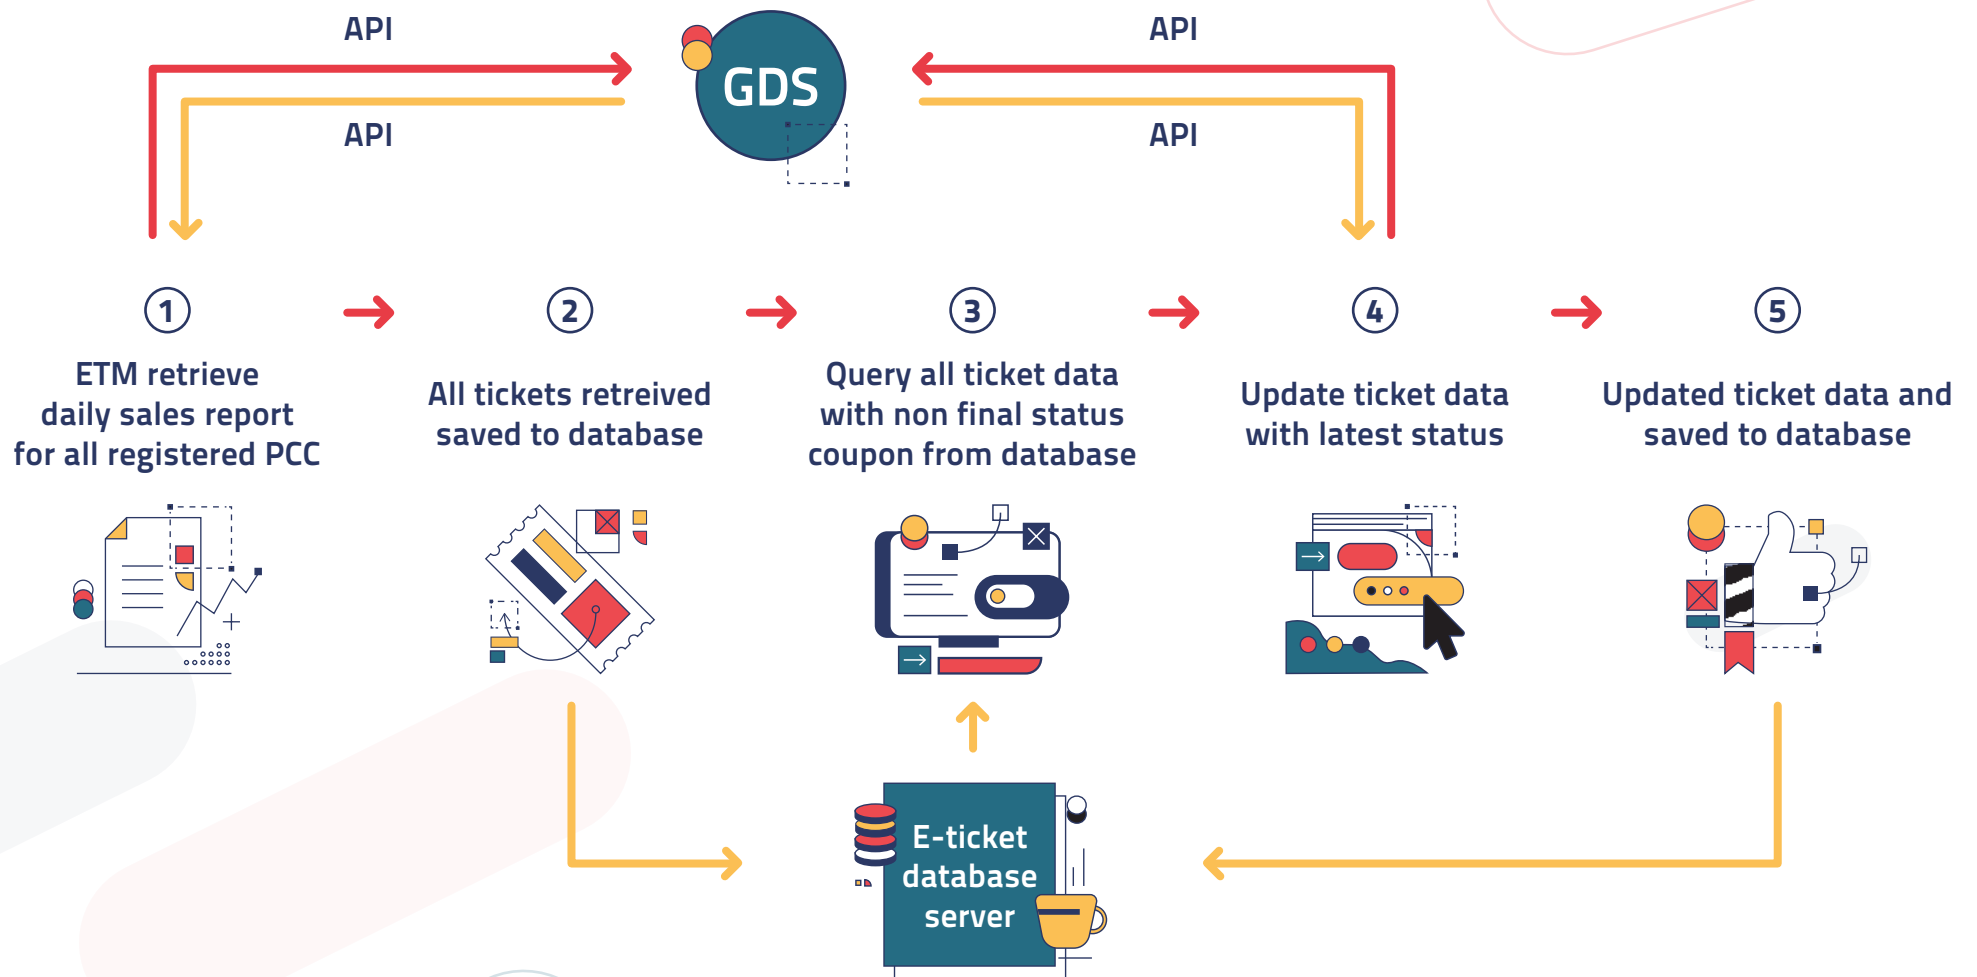 API
API
GDS
API
API
1
2
3
4
5
ETM retrieve
daily sales report
for all registered PCC
All tickets retreived
saved to database
Query all ticket data
with non final status
coupon from database
Update ticket data
with latest status
Updated ticket data and
saved to database
E-ticket
database
server